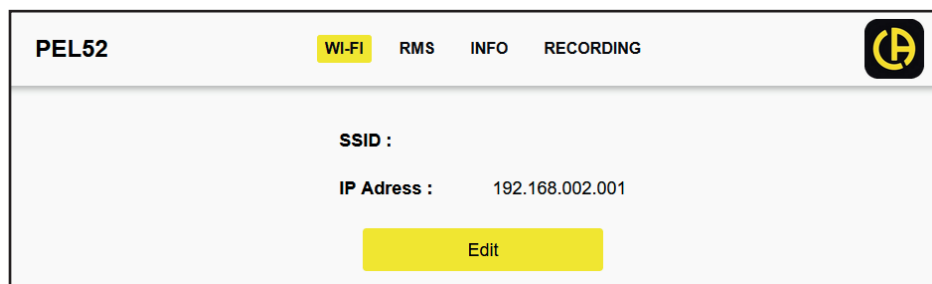 PEL52 WI-FI RMS INFO RECORDING
SSID :
IP Adress : 192.168.002.001
Edit